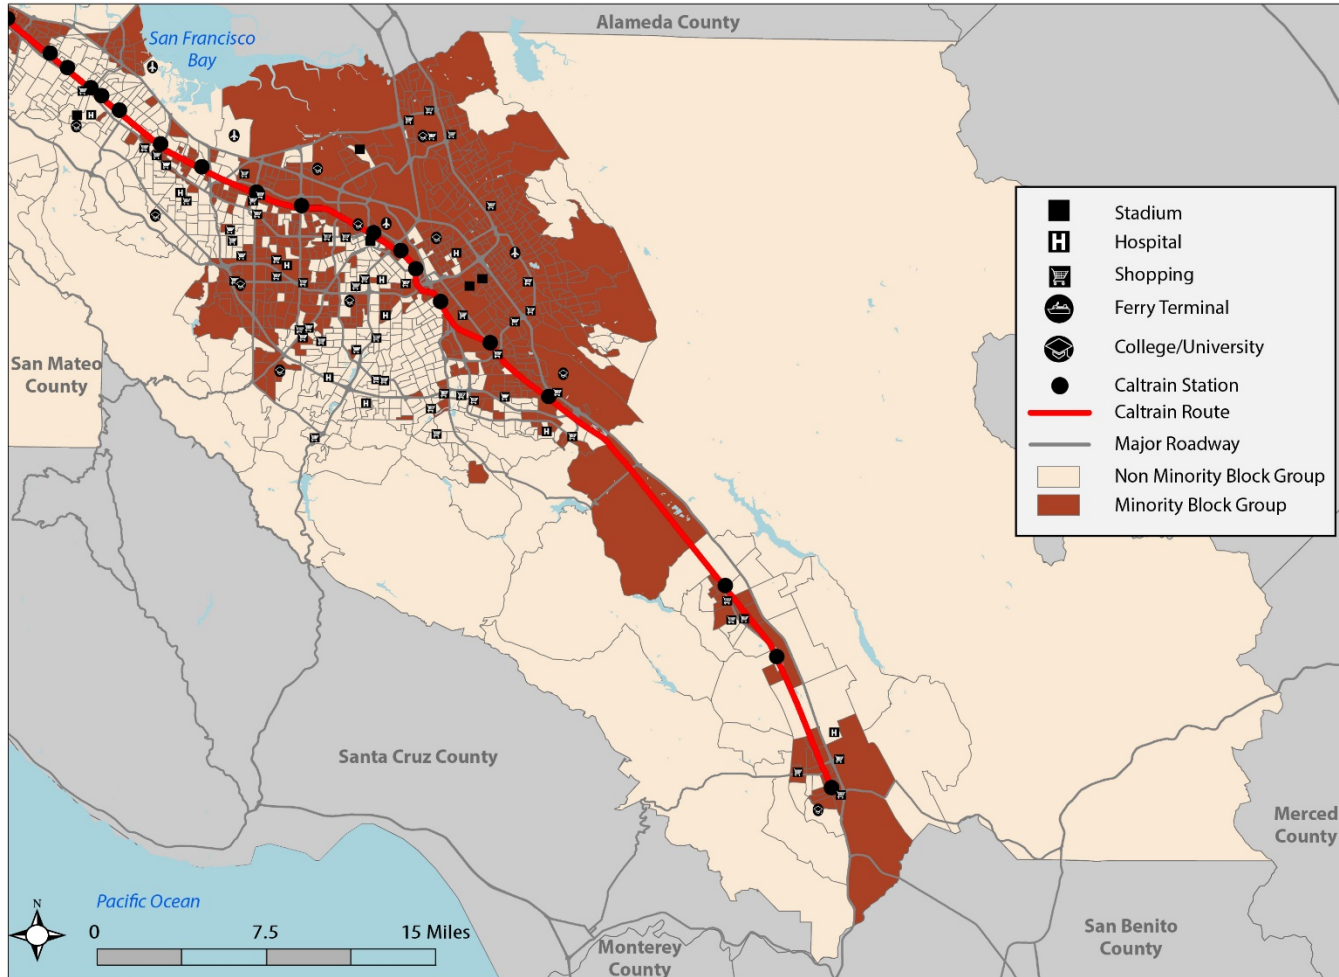 Alameda County
San Francisco
Bay
Stadium
H
Hospital
Shopping
Ferry Terminal
College/University
Caltrain Station
Caltrain Route
Major Roadway
Non Minority Block Group
Minority Block Group
San Mateo
County
Santa Cruz County
Merced
County
Pacific Ocean
N
0 7.5 15 Miles
Monterey
County
San Benito
County